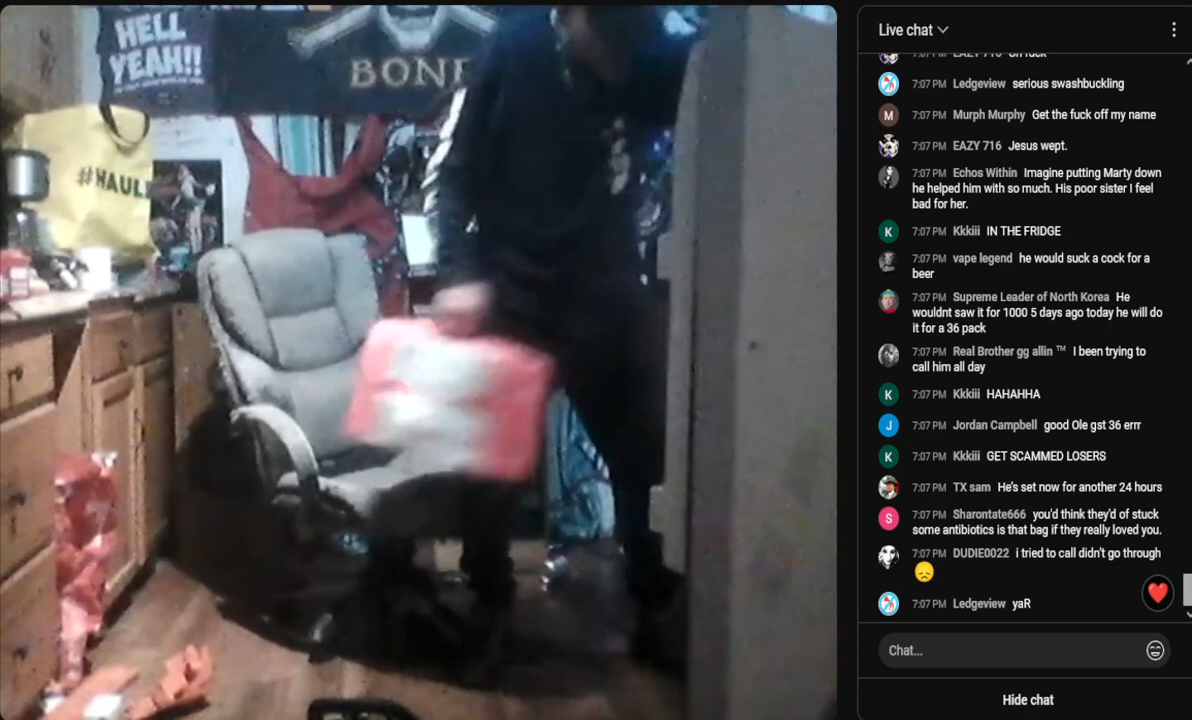 HELL
YEAH!!
BONE
#HAUL
Live chat
7:07 PM EAZY 716 Oh fuck
7:07 PM Ledgeview serious swashbuckling
M 7:07 PM Murph Murphy Get the fuck off my name
7:07 PM EAZY 716 Jesus wept.
7:07 PM Echos Within Imagine putting Marty down
he helped him with so much. His poor sister I feel
bad for her.
K 7:07 PM Kkkiii IN THE FRIDGE
7:07 PM vape legend he would suck a cock for a
beer
7:07 PM Supreme Leader of North Korea He
wouldnt saw it for 1000 5 days ago today he will do
it for a 36 pack
7:07 PM Real Brother gg allin ™ I been trying to
call him all day
K 7:07 PM Kkkiii HAHAHHA
J 7:07 PM Jordan Campbell good Ole gst 36 errr
K 7:07 PM Kkkiii GET SCAMMED LOSERS
7:07 PM TX sam He's set now for another 24 hours
S 7:07 PM Sharontate666 you'd think they'd of stuck
some antibiotics is that bag if they really loved you.
7:07 PM DUDIE0022 i tried to call didn't go through
😞
7:07 PM Ledgeview yaR
Chat...
Hide chat